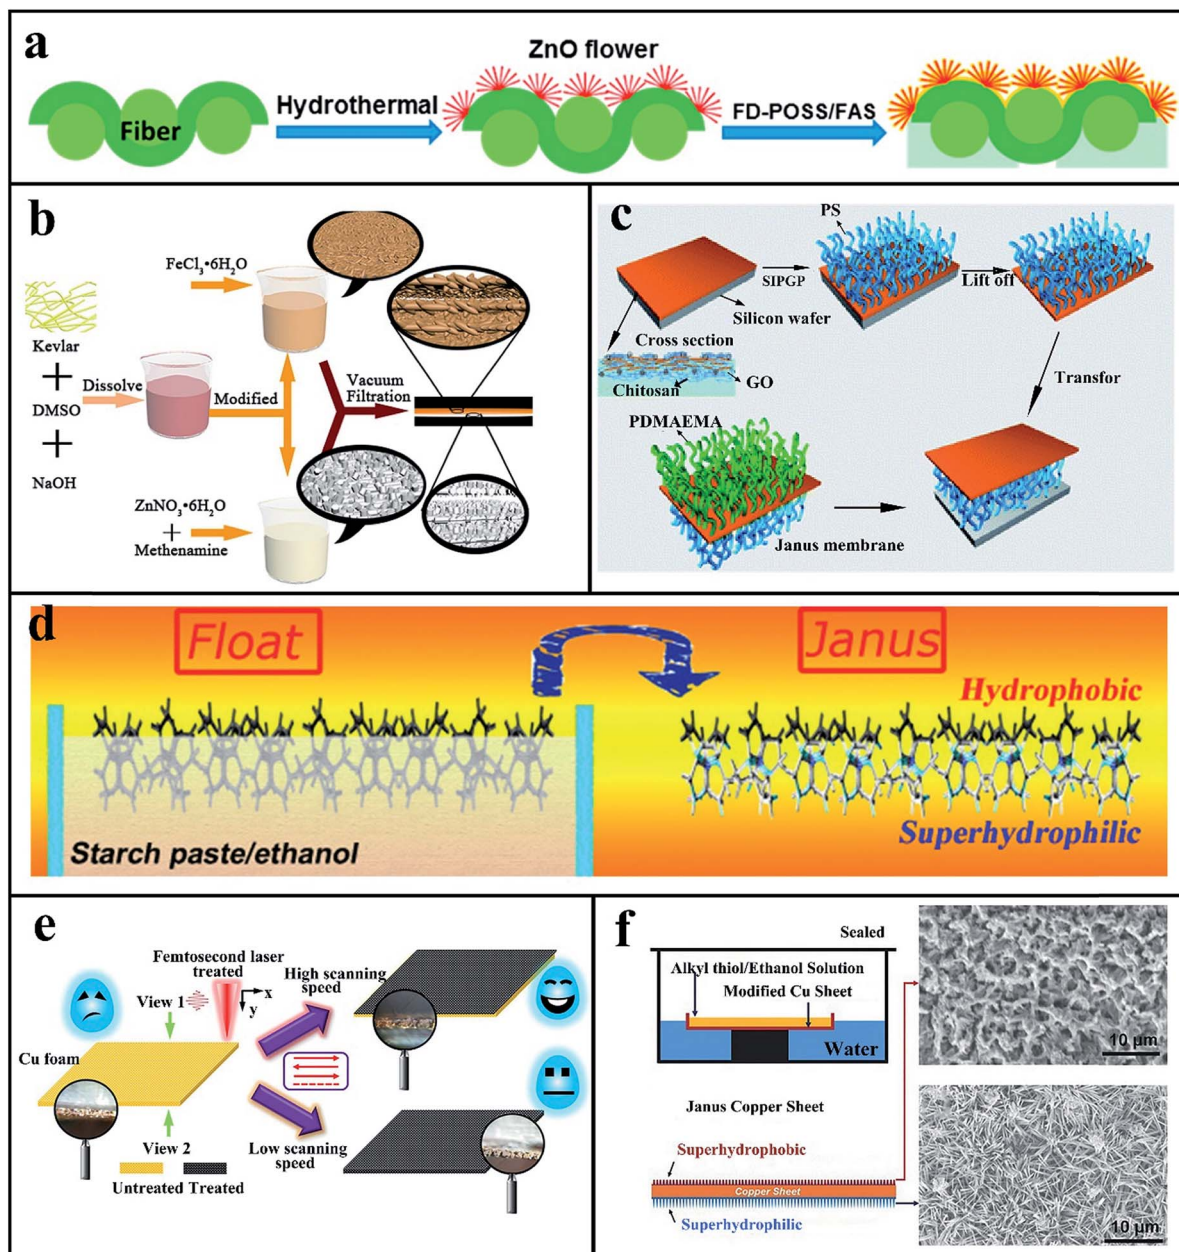 a
ZnO flower
Fiber
Hydrothermal
FD-POSS/FAS
b
FeCl₃•6H₂O
Kevlar
+
DMSO
+
NaOH
Dissolve
Modified
Vacuum
Filtration
ZnNO₃•6H₂O
+
Methenamine
c
PS
SIPGP
Lift off
Silicon wafer
Cross section
GO
Chitosan
Transfor
PDMAEMA
Janus membrane
d
Float
Janus
Hydrophobic
Superhydrophilic
Starch paste/ethanol
e
Femtosecond laser
treated
View 1
x
y
High scanning
speed
Cu foam
View 2
Low scanning
speed
Untreated Treated
f
Sealed
Alkyl thiol/Ethanol Solution
Modified Cu Sheet
Water
10 μm
Janus Copper Sheet
Superhydrophobic
Copper Sheet
Superhydrophilic
10 μm